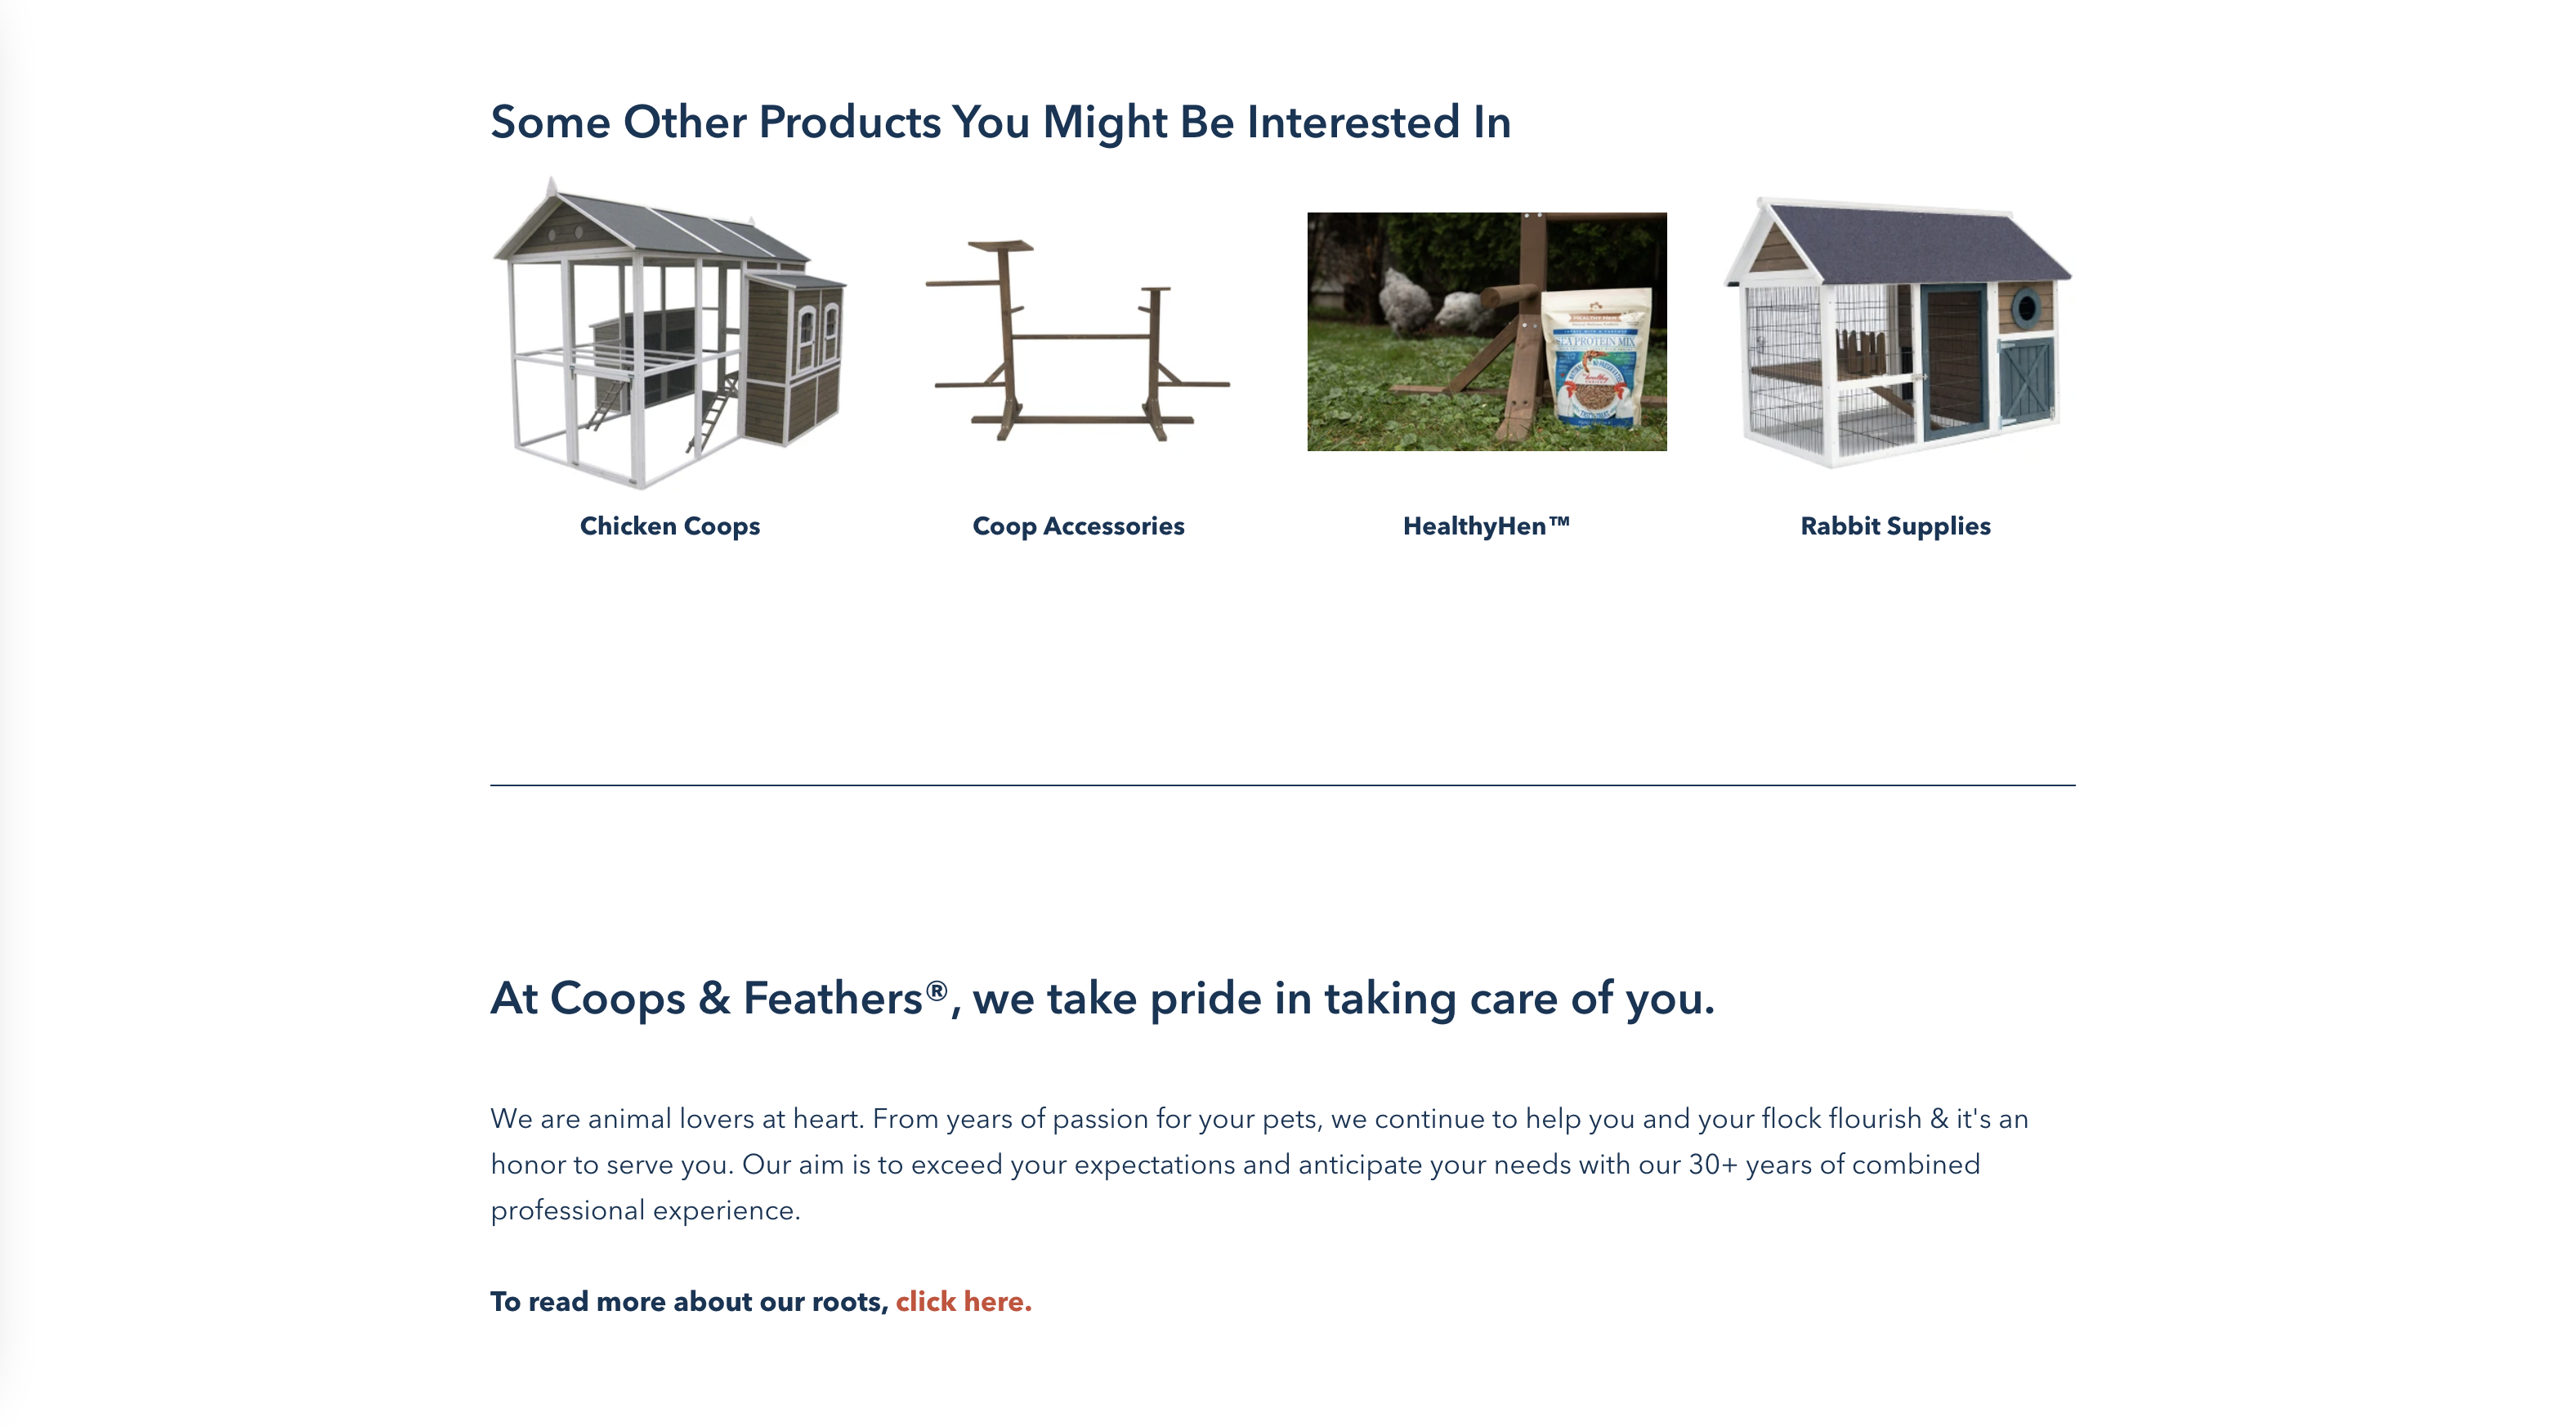 Some Other Products You Might Be Interested In
SEA PROTEIN MIX
Chicken Coops
Coop Accessories
HealthyHen™
Rabbit Supplies
At Coops & Feathers®, we take pride in taking care of you.
We are animal lovers at heart. From years of passion for your pets, we continue to help you and your flock flourish & it's an
honor to serve you. Our aim is to exceed your expectations and anticipate your needs with our 30+ years of combined
professional experience.
To read more about our roots, click here.